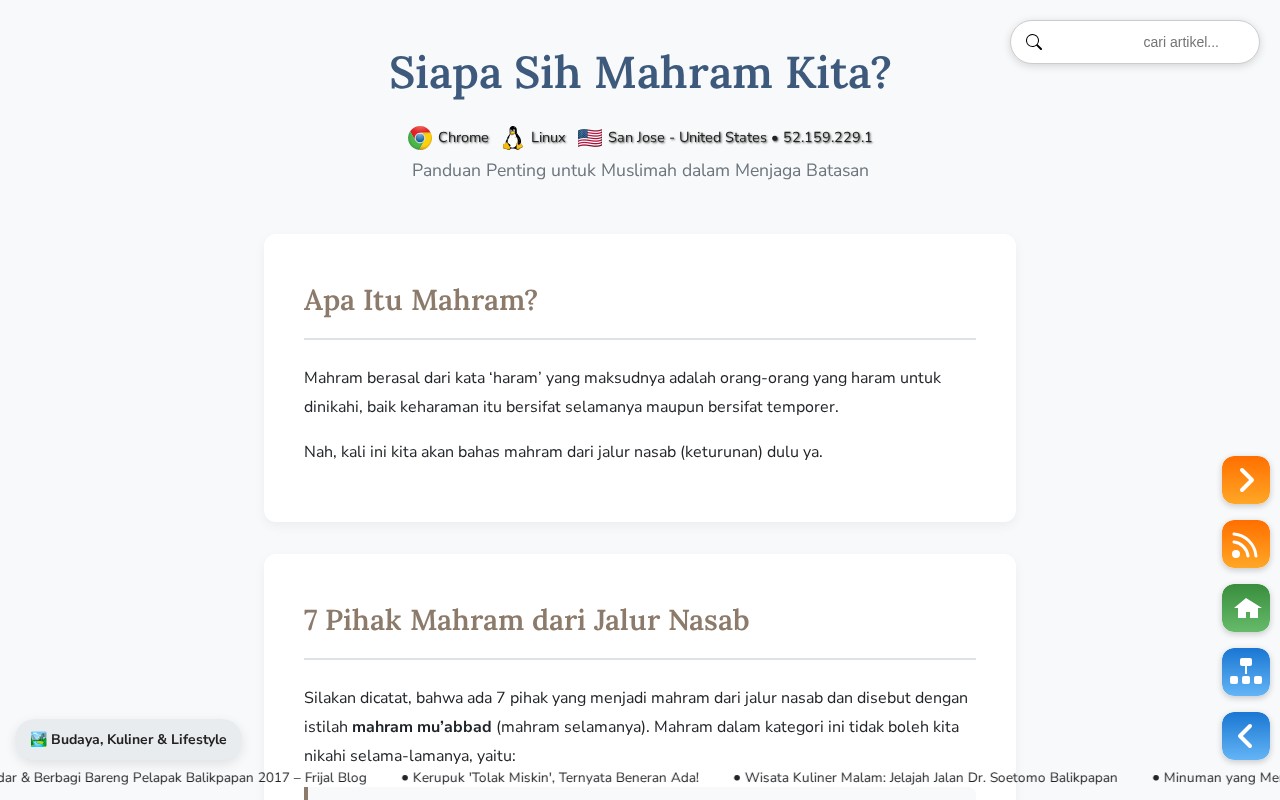 cari artikel...
Siapa Sih Mahram Kita?
Chrome Linux San Jose - United States • 52.159.229.1
Panduan Penting untuk Muslimah dalam Menjaga Batasan
Apa Itu Mahram?
Mahram berasal dari kata ‘haram’ yang maksudnya adalah orang-orang yang haram untuk
dinikahi, baik keharaman itu bersifat selamanya maupun bersifat temporer.
Nah, kali ini kita akan bahas mahram dari jalur nasab (keturunan) dulu ya.
7 Pihak Mahram dari Jalur Nasab
Silakan dicatat, bahwa ada 7 pihak yang menjadi mahram dari jalur nasab dan disebut dengan
istilah mahram mu’abbad (mahram selamanya). Mahram dalam kategori ini tidak boleh kita
nikahi selama-lamanya, yaitu:
Budaya, Kuliner & Lifestyle
& Berbagi Bareng Pelapak Balikpapan 2017 – Frijal Blog ● Kerupuk 'Tolak Miskin', Ternyata Beneran Ada! ● Wisata Kuliner Malam: Jelajah Jalan Dr. Soetomo Balikpapan ● Minuman yang